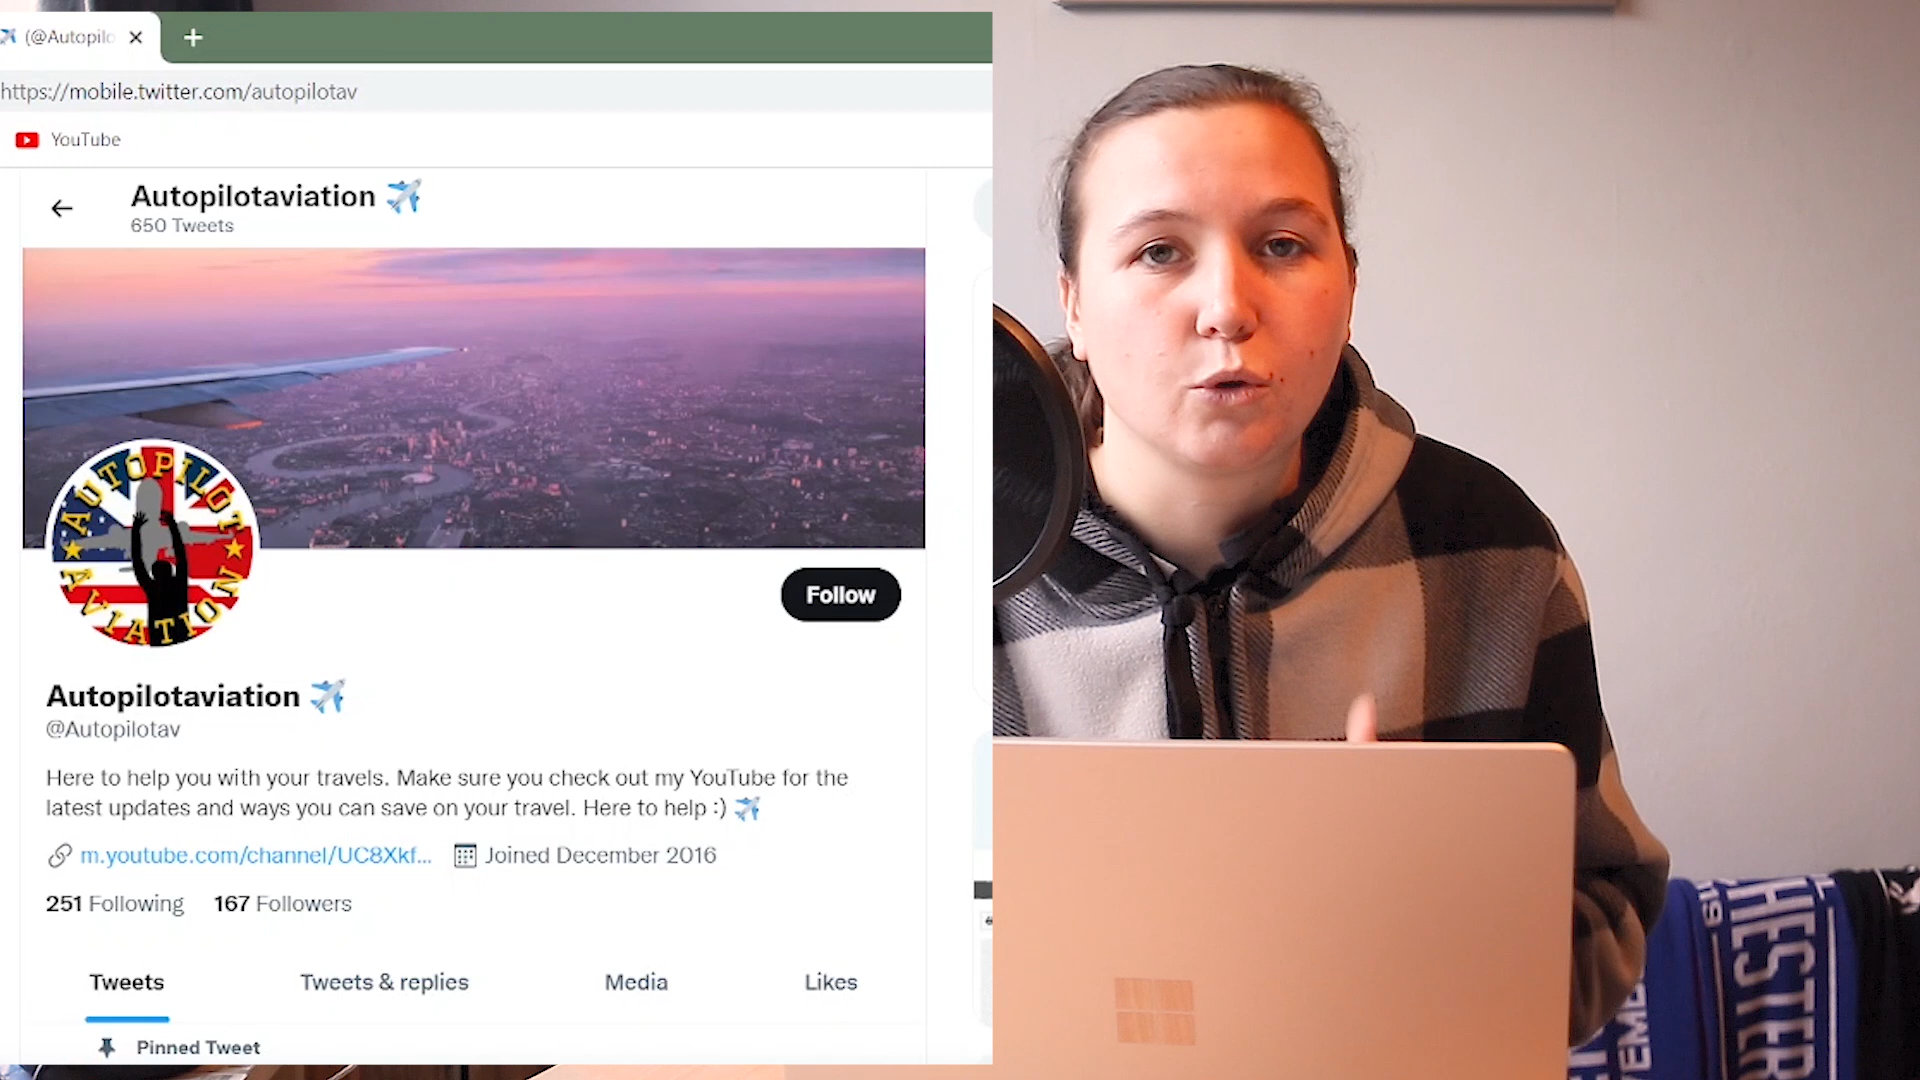 (@Autopilo
https://mobile.twitter.com/autopilotav
YouTube
Autopilotaviation
650 Tweets
AUTOPILOT
AVIATION
Follow
Autopilotaviation
@Autopilotav
Here to help you with your travels. Make sure you check out my YouTube for the
latest updates and ways you can save on your travel. Here to help :)
m.youtube.com/channel/UC8Xkf...
Joined December 2016
251 Following 167 Followers
Tweets Tweets & replies Media Likes
Pinned Tweet
HESTER